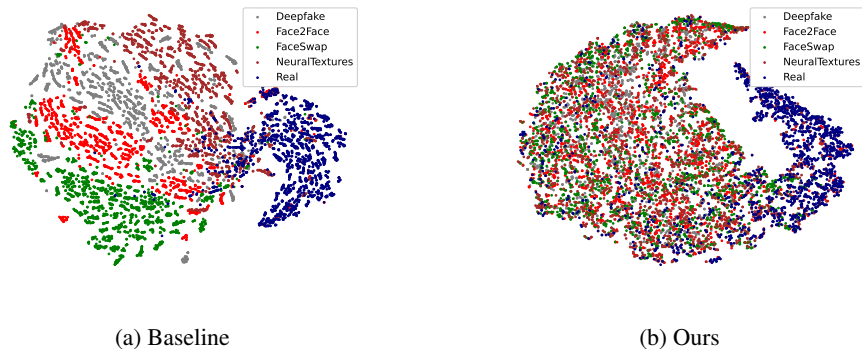 Deepfake
Face2Face
FaceSwap
NeuralTextures
Real
Deepfake
Face2Face
FaceSwap
NeuralTextures
Real
(a) Baseline
(b) Ours